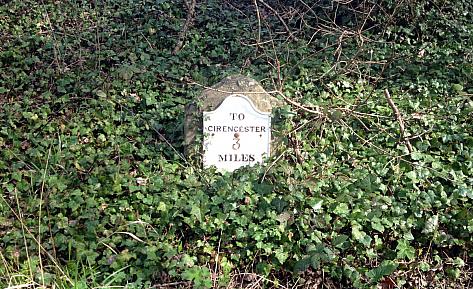 TO
CIRENCESTER
3
MILES